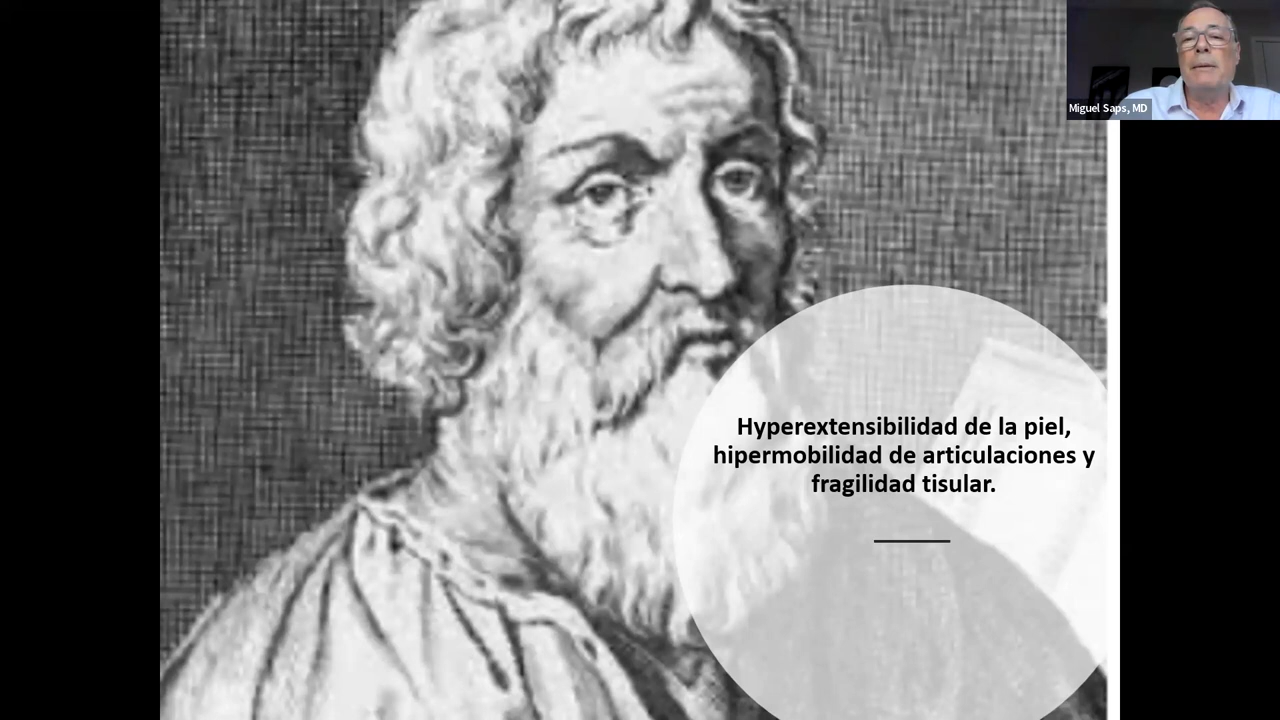 Miguel Saps, MD
Hyperextensibilidad de la piel,
hipermobilidad de articulaciones y
fragilidad tisular.